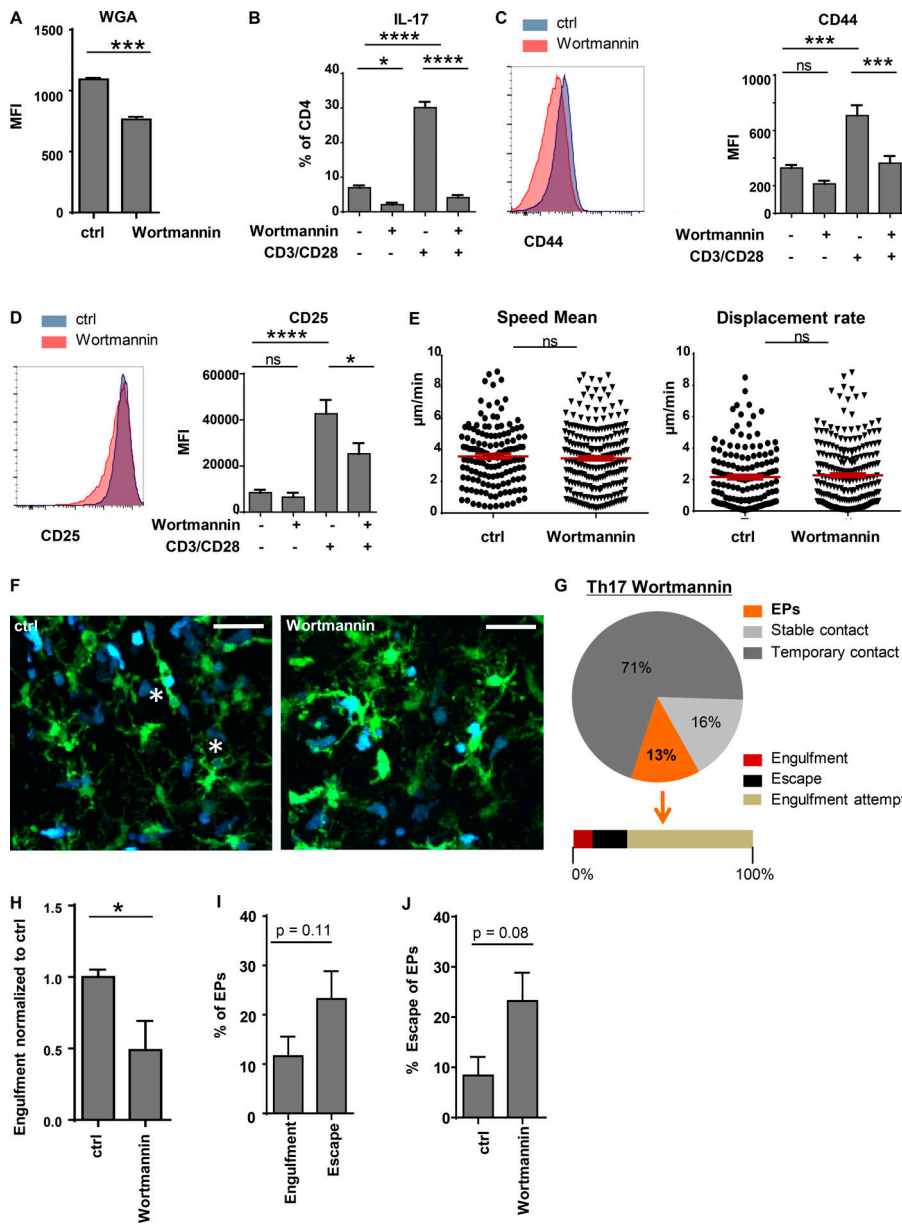 A
WGA
***
MFI
1500
1000
500
0
ctrl
Wortmannin
B
IL-17
****
*
****
% of CD4
40
30
20
10
0
Wortmannin - + - +
CD3/CD28 - - + +
C
ctrl
Wortmannin
CD44
CD44
***
ns
***
MFI
1000
600
200
0
Wortmannin - + - +
CD3/CD28 - - + +
D
ctrl
Wortmannin
CD25
CD25
****
ns
*
MFI
60000
40000
20000
0
Wortmannin - + - +
CD3/CD28 - - + +
E
Speed Mean
ns
µm/min
10
8
6
4
2
0
ctrl
Wortmannin
Displacement rate
ns
µm/min
10
8
6
4
2
0
ctrl
Wortmannin
F
ctrl
*
*
Wortmannin
G
Th17 Wortmannin
EPs
Stable contact
Temporary contact
71%
16%
13%
Engulfment
Escape
Engulfment attemp
0%
100%
H
*
Engulfment normalized to ctrl
1.5
1.0
0.5
0.0
ctrl
Wortmannin
I
p = 0.11
% of EPs
40
30
20
10
0
Engulfment
Escape
J
p = 0.08
% Escape of EPs
40
30
20
10
0
ctrl
Wortmannin